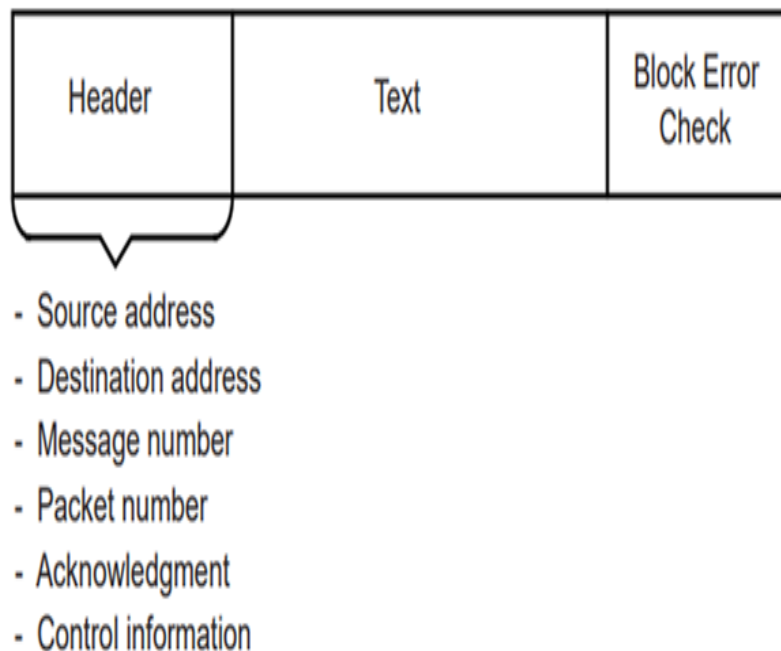 Header
Text
Block Error
Check
- Source address
- Destination address
- Message number
- Packet number
- Acknowledgment
- Control information